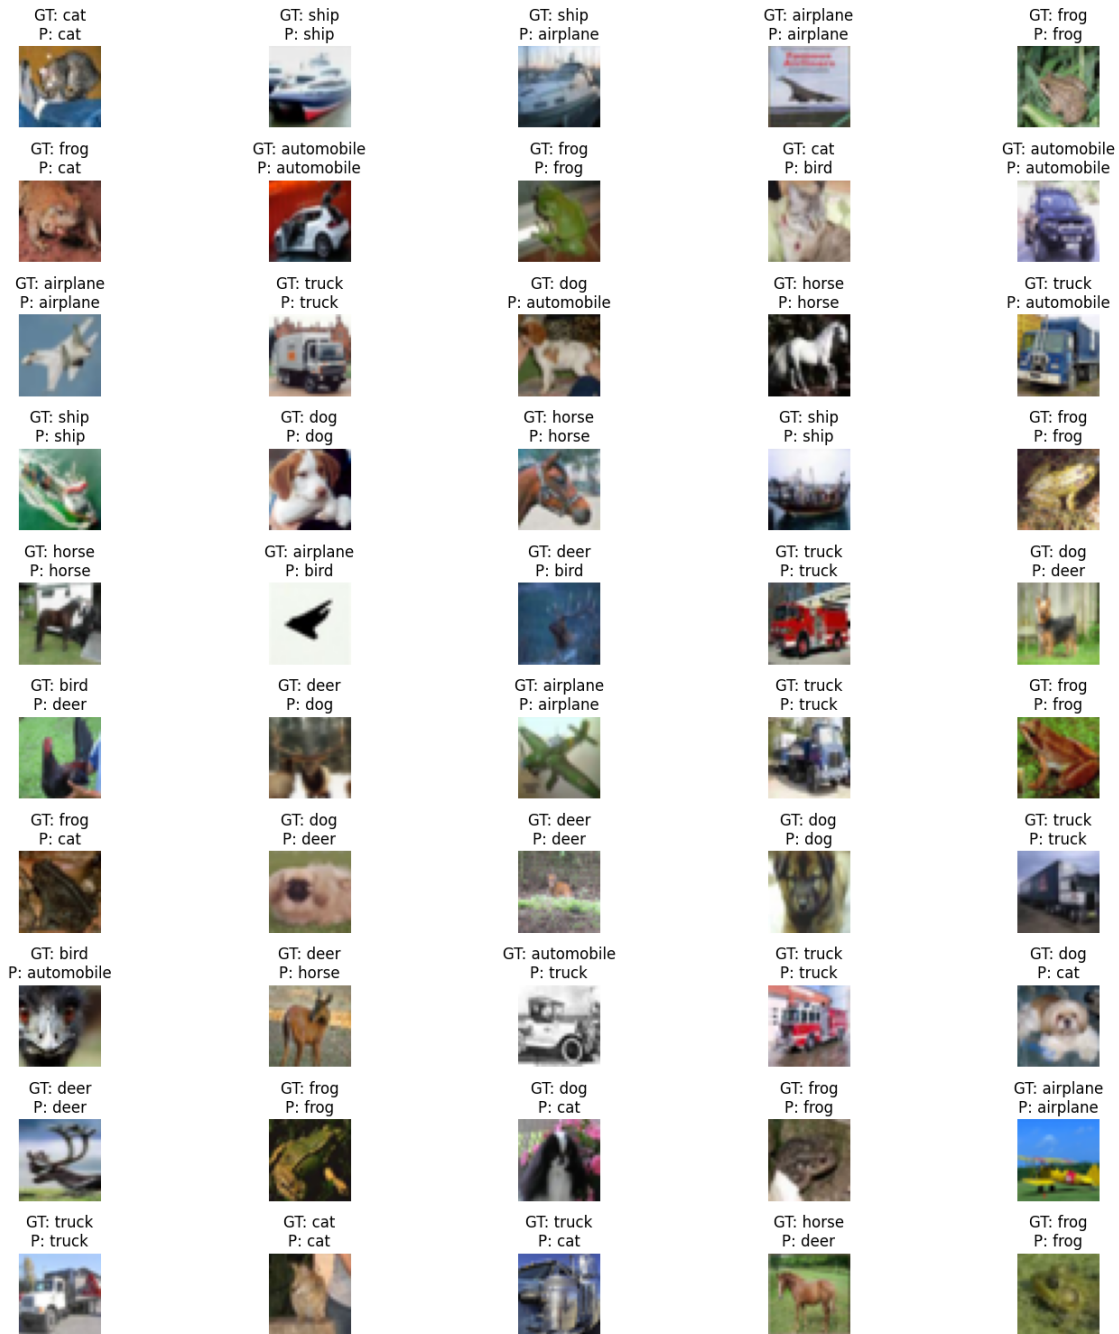 GT: cat
P: cat
GT: ship
P: ship
GT: ship
P: airplane
GT: airplane
P: airplane
GT: frog
P: frog
GT: frog
P: cat
GT: automobile
P: automobile
GT: frog
P: frog
GT: cat
P: bird
GT: automobile
P: automobile
GT: airplane
P: airplane
GT: truck
P: truck
GT: dog
P: automobile
GT: horse
P: horse
GT: truck
P: automobile
GT: ship
P: ship
GT: dog
P: dog
GT: horse
P: horse
GT: ship
P: ship
GT: frog
P: frog
GT: horse
P: horse
GT: airplane
P: bird
GT: deer
P: bird
GT: truck
P: truck
GT: dog
P: deer
GT: bird
P: deer
GT: deer
P: dog
GT: airplane
P: airplane
GT: truck
P: truck
GT: frog
P: frog
GT: frog
P: cat
GT: dog
P: deer
GT: deer
P: deer
GT: dog
P: dog
GT: truck
P: truck
GT: bird
P: automobile
GT: deer
P: horse
GT: automobile
P: truck
GT: truck
P: truck
GT: dog
P: cat
GT: deer
P: deer
GT: frog
P: frog
GT: dog
P: cat
GT: frog
P: frog
GT: airplane
P: airplane
GT: truck
P: truck
GT: cat
P: cat
GT: truck
P: cat
GT: horse
P: deer
GT: frog
P: frog